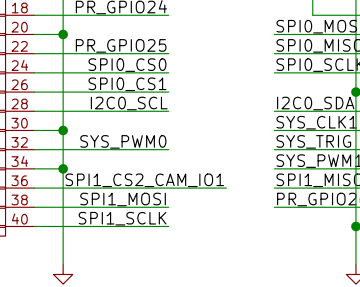 18 PR_GPIO24
20 SPI0_MOS
22 PR_GPIO25 SPI0_MISO
24 SPI0_CS0 SPI0_SCLK
26 SPI0_CS1
28 I2C0_SCL I2C0_SDA
30 SYS_CLK1
32 SYS_PWM0 SYS_TRIG
34 SYS_PWM1
36 SPI1_CS2_CAM_IO1 SPI1_MISO
38 SPI1_MOSI PR_GPIO2
40 SPI1_SCLK